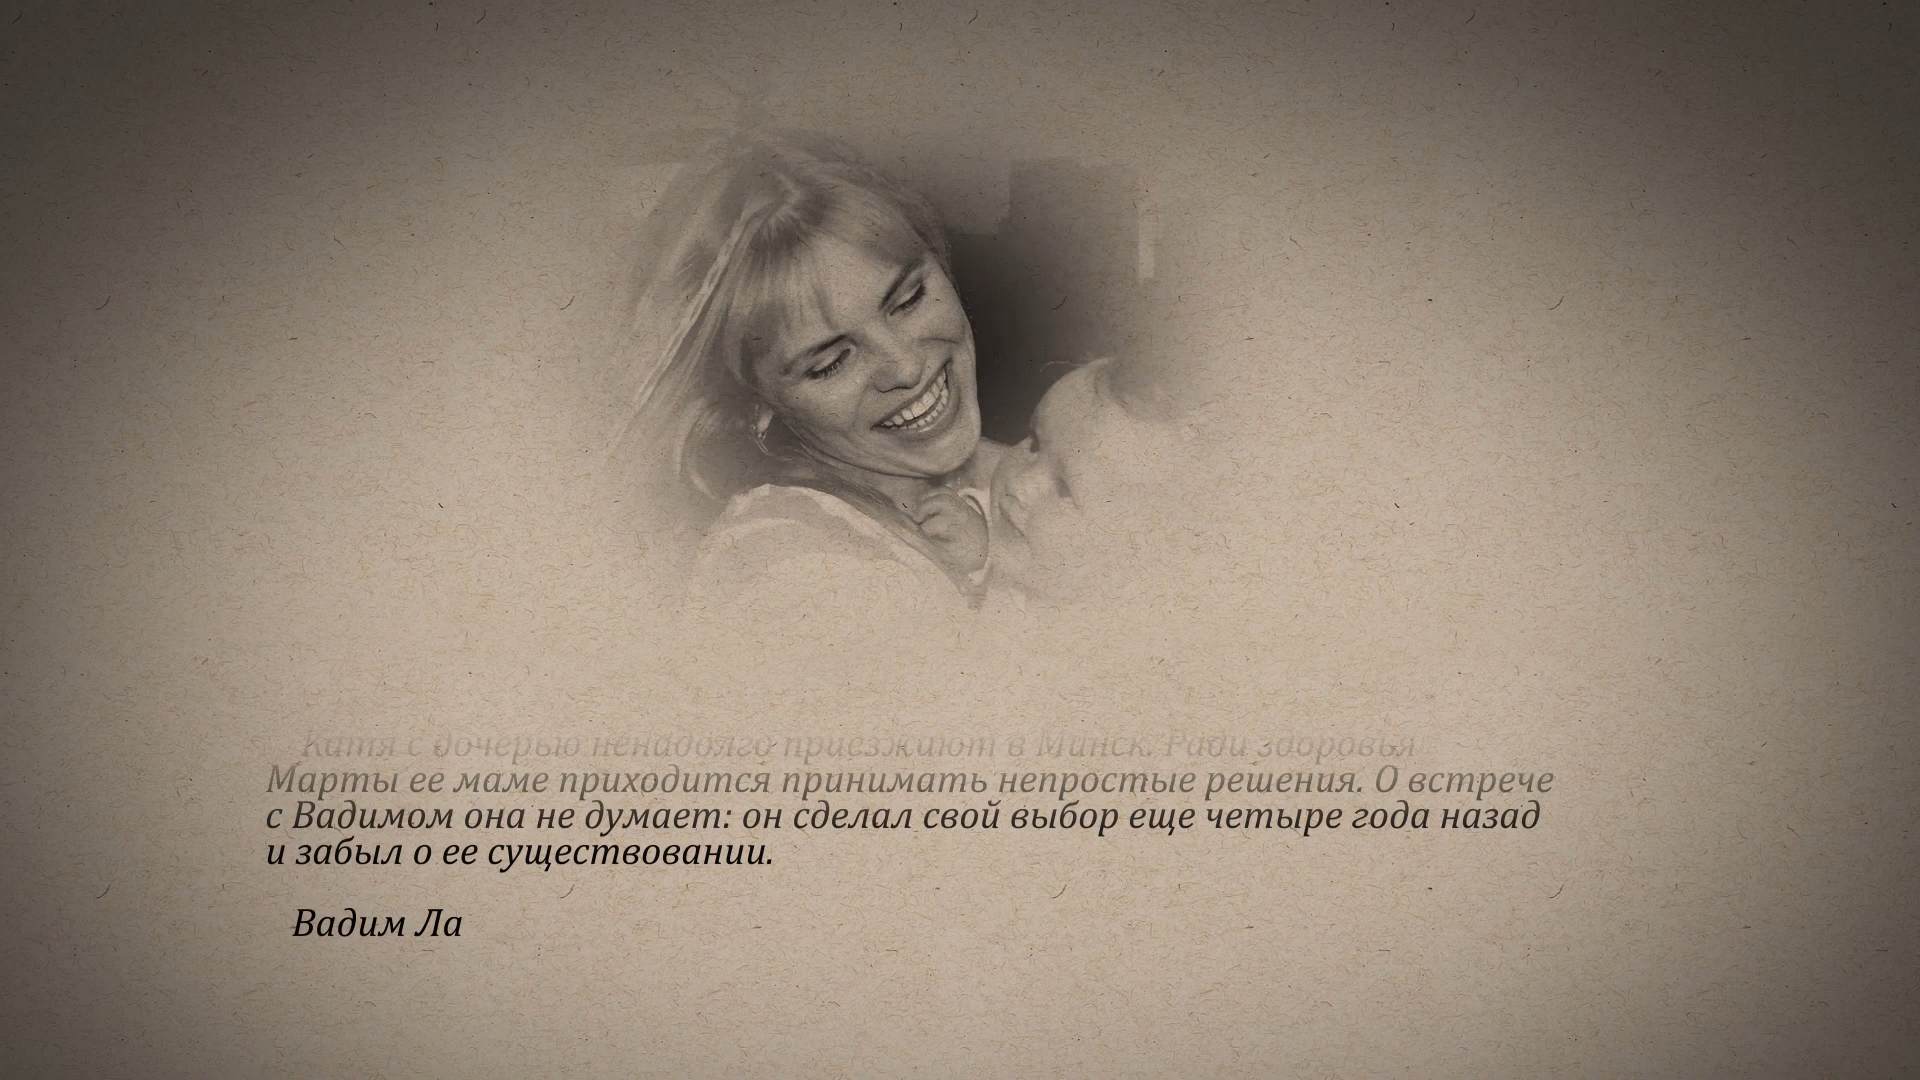 Катя с дочерью ненадолго приезжают в Минск. Ради здоровья
Марты ее маме приходится принимать непростые решения. О встрече
с Вадимом она не думает: он сделал свой выбор еще четыре года назад
и забыл о ее существовании.
Вадим Ла